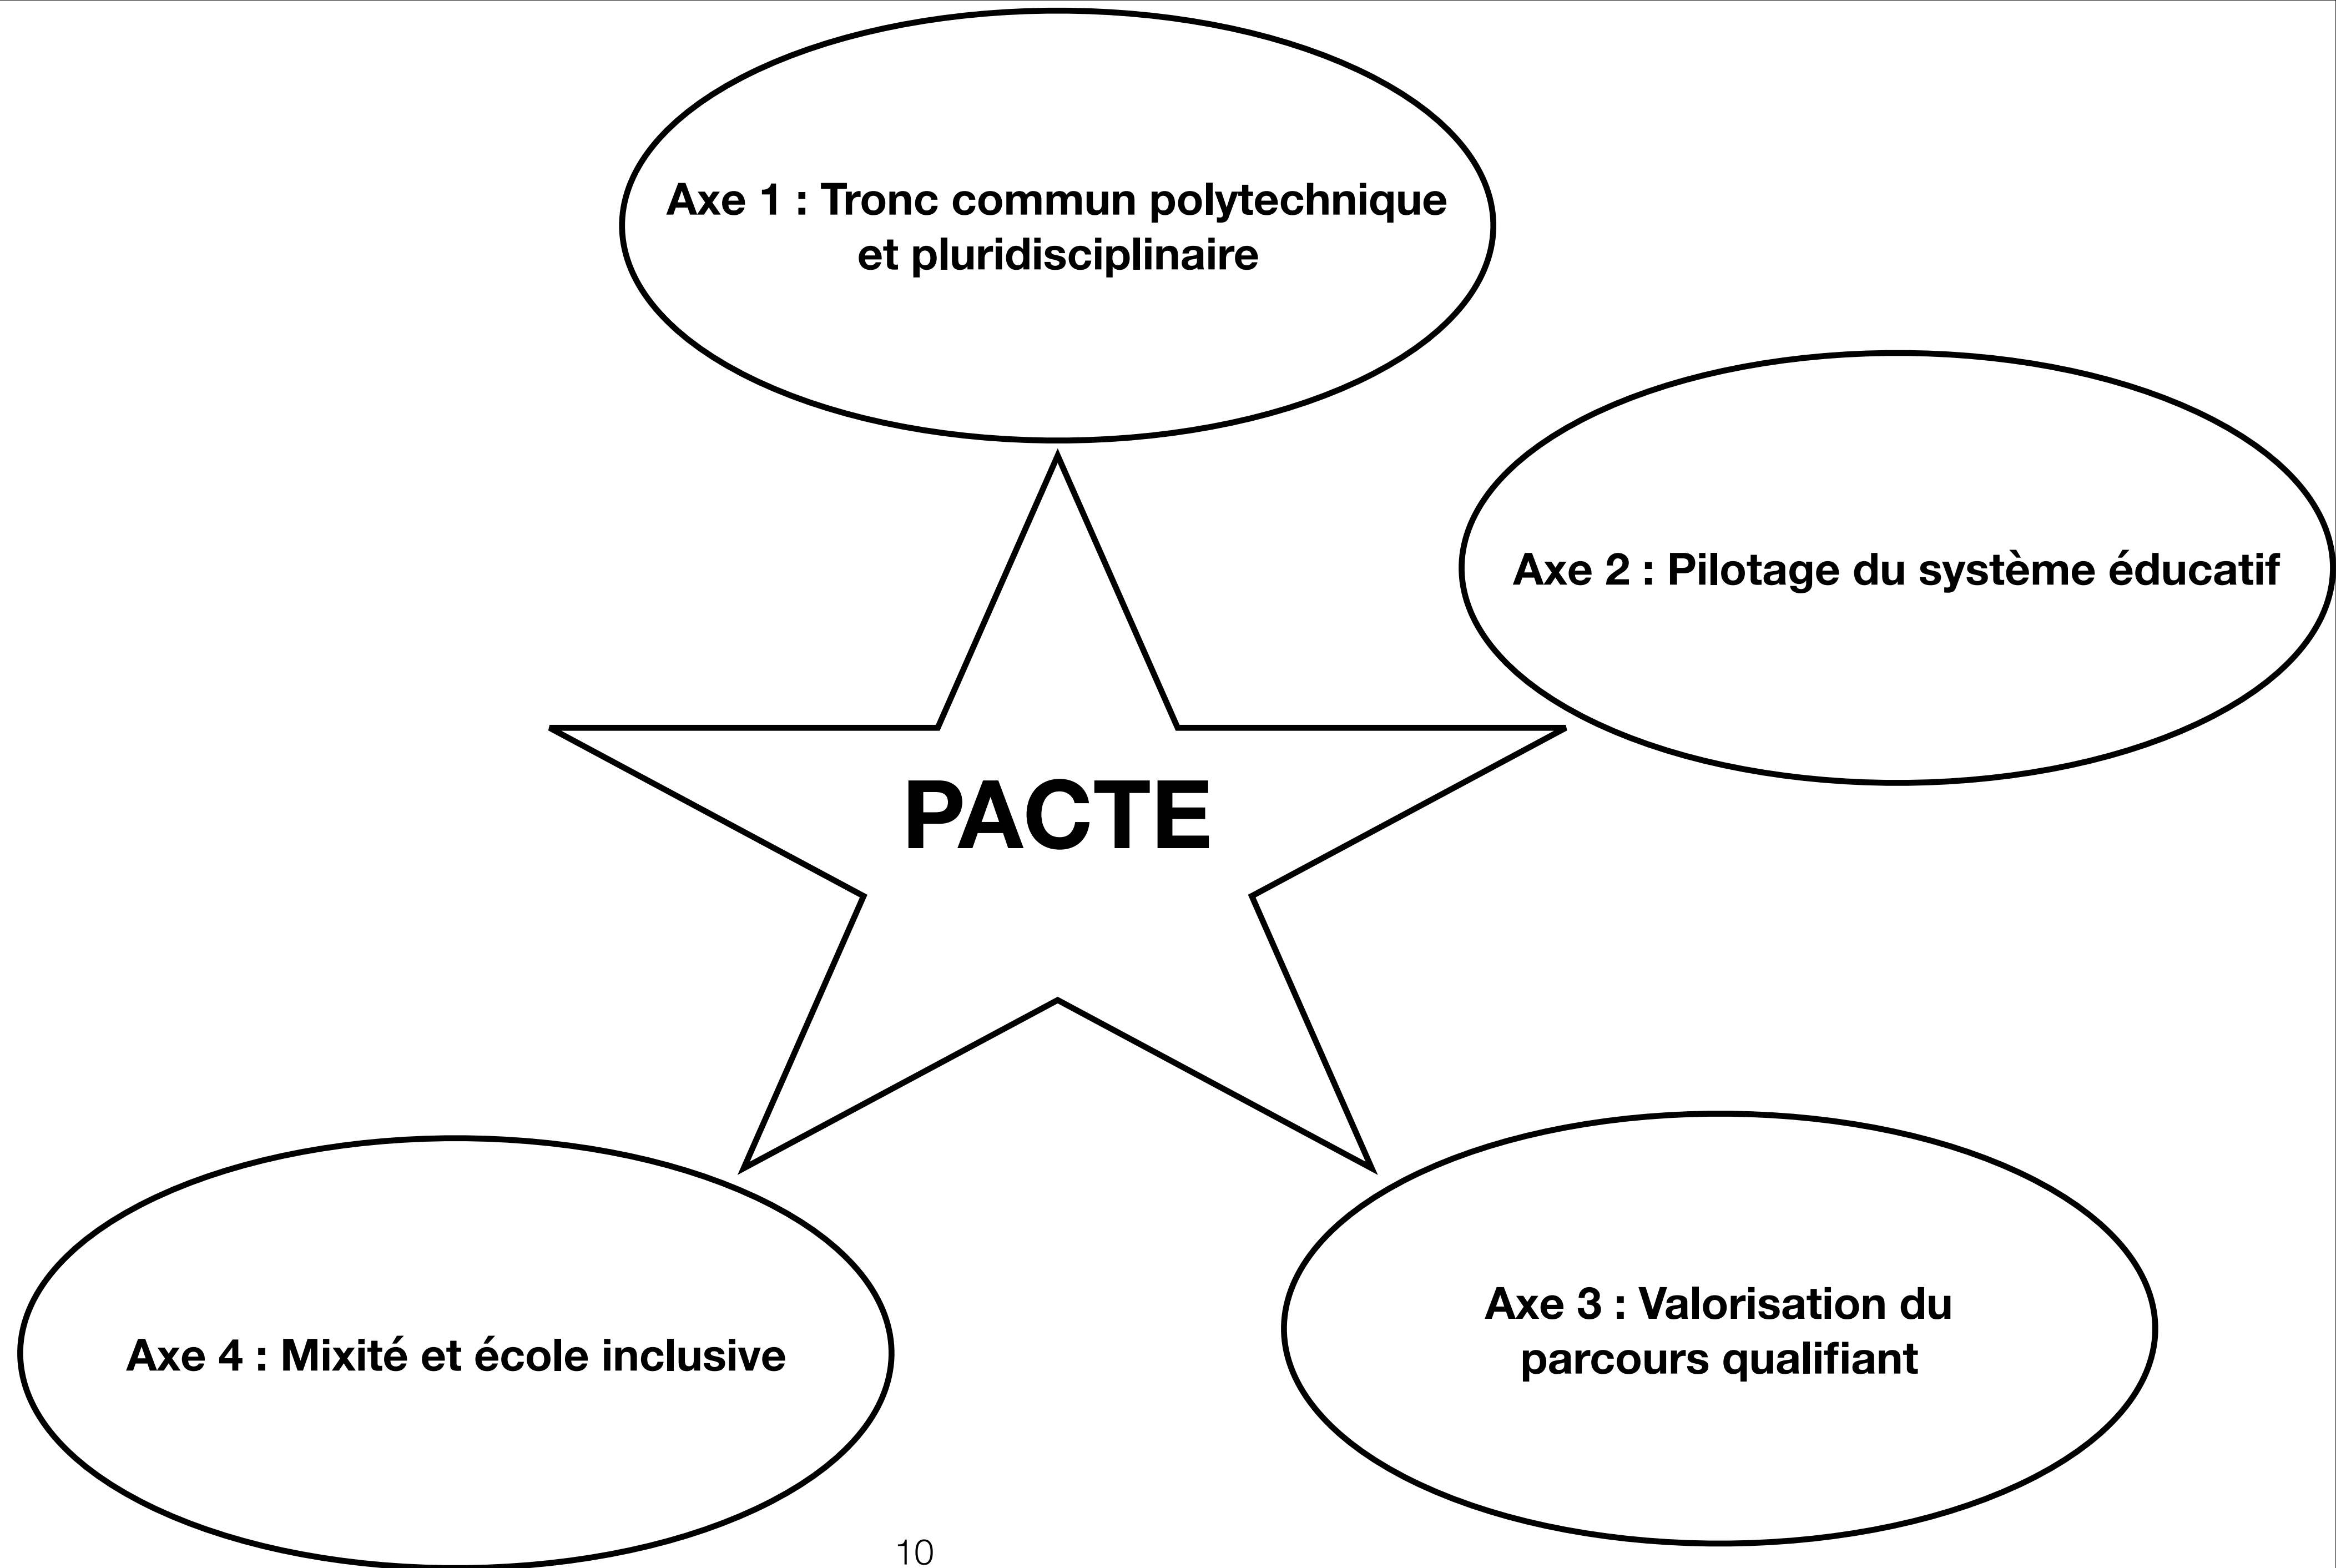 Axe 1 : Tronc commun polytechnique
et pluridisciplinaire
Axe 2 : Pilotage du système éducatif
PACTE
Axe 3 : Valorisation du
parcours qualifiant
Axe 4 : Mixité et école inclusive
10